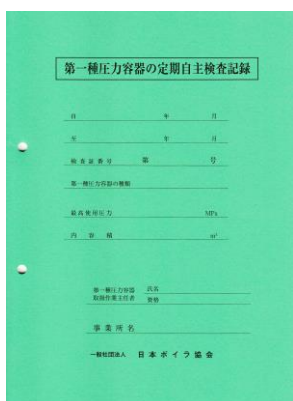 第一種圧力容器の定期自主検査記録
自 年 月
至 年 月
検査証番号 第 号
第一種圧力容器の種類
最高使用圧力 MPa
内容積 m³
第一種圧力容器 氏名
取扱作業主任者 資格
事業所名
一般社団法人 日本ボイラ協会